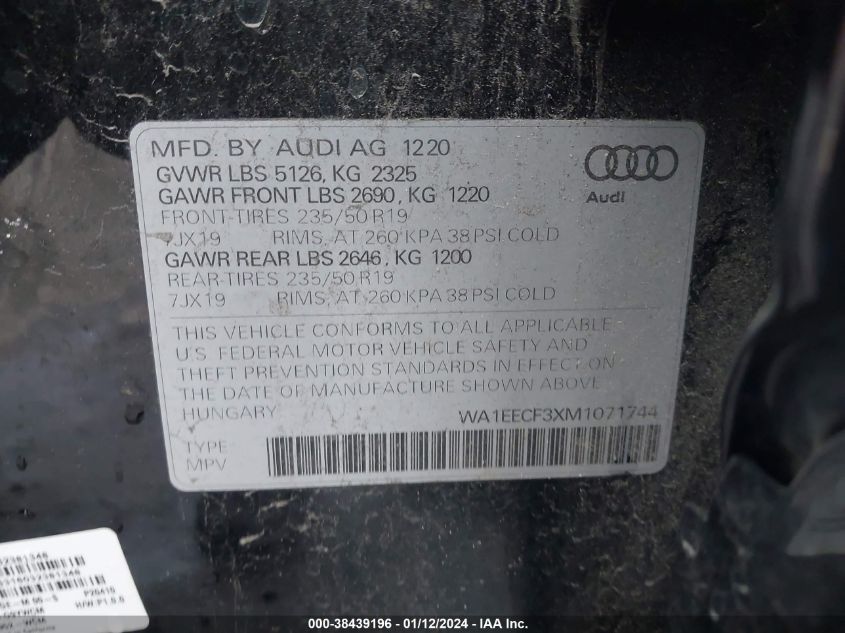 MFD. BY AUDI AG 1220
GVWR LBS 5126, KG 2325
GAWR FRONT LBS 2690, KG 1220
FRONT-TIRES 235/50 R19
7JX19 RIMS, AT 260 KPA 38 PSI COLD
GAWR REAR LBS 2646, KG 1200
REAR-TIRES 235/50 R19
7JX19 RIMS, AT 260 KPA 38 PSI COLD
Audi
THIS VEHICLE CONFORMS TO ALL APPLICABLE
U.S. FEDERAL MOTOR VEHICLE SAFETY AND
THEFT PREVENTION STANDARDS IN EFFECT ON
THE DATE OF MANUFACTURE SHOWN ABOVE
HUNGARY WA1EECF3XM1071744
TYPE
MPV
P26410
H/W-P1.0.0
000-38439196 - 01/12/2024 - IAA Inc.